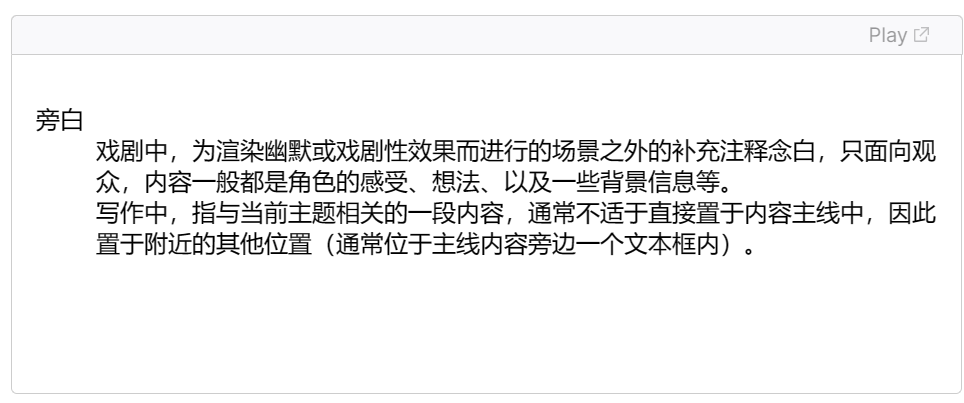 Play
旁白
戏剧中，为渲染幽默或戏剧性效果而进行的场景之外的补充注释念白，只面向观
众，内容一般都是角色的感受、想法、以及一些背景信息等。
写作中，指与当前主题相关的一段内容，通常不适于直接置于内容主线中，因此
置于附近的其他位置（通常位于主线内容旁边一个文本框内）。